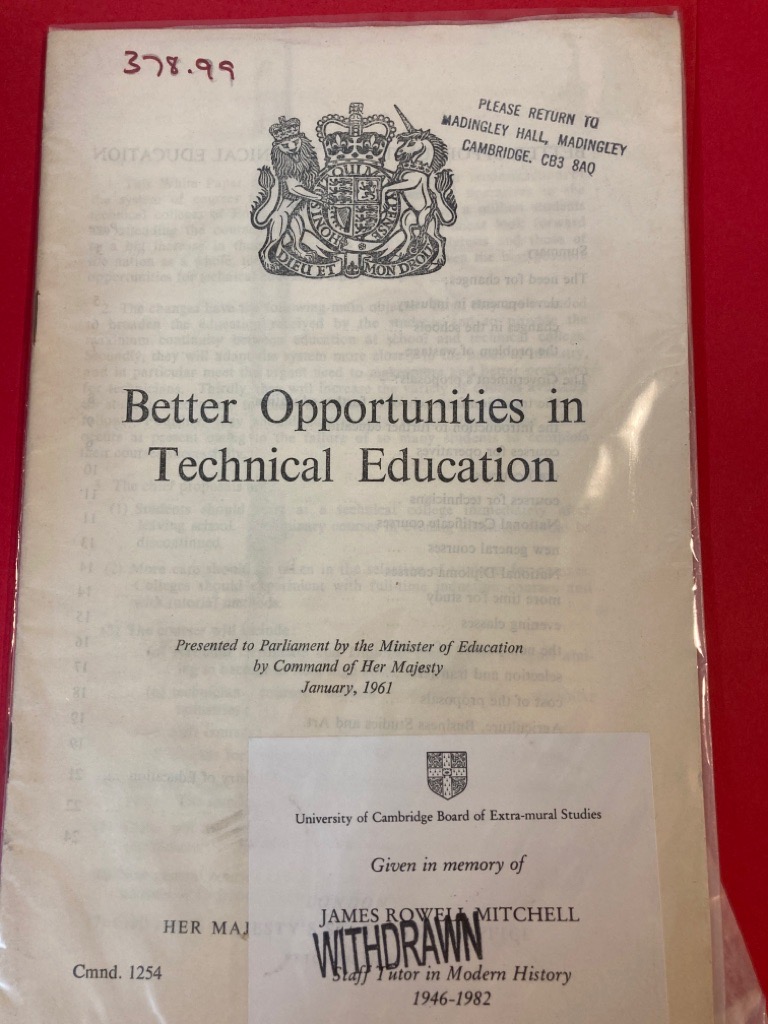 378.99
PLEASE RETURN TO
MADINGLEY HALL, MADINGLEY
CAMBRIDGE. CB3 8AQ
DIEU ET MON DROIT
Better Opportunities in
Technical Education
Presented to Parliament by the Minister of Education
by Command of Her Majesty
January, 1961
University of Cambridge Board of Extra-mural Studies
Given in memory of
JAMES ROWELL MITCHELL
WITHDRAWN
Staff Tutor in Modern History
1946-1982
HER MAJ
Cmnd. 1254